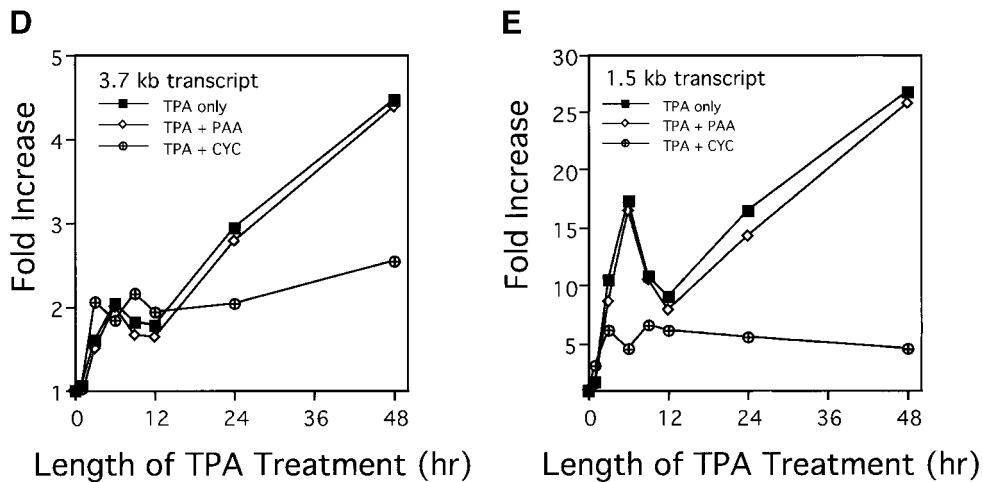 D
5
4
3
2
1
Fold Increase
3.7 kb transcript
TPA only
TPA + PAA
TPA + CYC
0 12 24 36 48
Length of TPA Treatment (hr)
E
30
25
20
15
10
5
Fold Increase
1.5 kb transcript
TPA only
TPA + PAA
TPA + CYC
0 12 24 36 48
Length of TPA Treatment (hr)